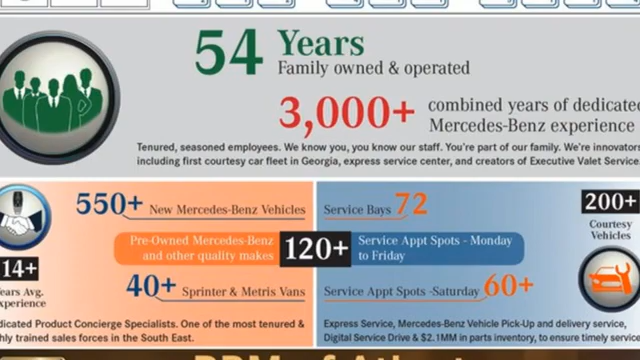 54 Years
Family owned & operated
3,000+ combined years of dedicated
Mercedes-Benz experience
Tenured, seasoned employees. We know you, you know our staff. You're part of our family. We're innovators
including first courtesy car fleet in Georgia, express service center, and creators of Executive Valet Service.
550+ New Mercedes-Benz Vehicles
Pre-Owned Mercedes-Benz
and other quality makes
120+
40+ Sprinter & Metris Vans
14+
ears Avg.
xperience
dicated Product Concierge Specialists. One of the most tenured &
hly trained sales forces in the South East.
Service Bays 72
Service Appt Spots - Monday
to Friday
Service Appt Spots -Saturday 60+
200+
Courtesy
Vehicles
Express Service, Mercedes-Benz Vehicle Pick-Up and delivery service,
Digital Service Drive & $2.1MM in parts inventory, to ensure timely service